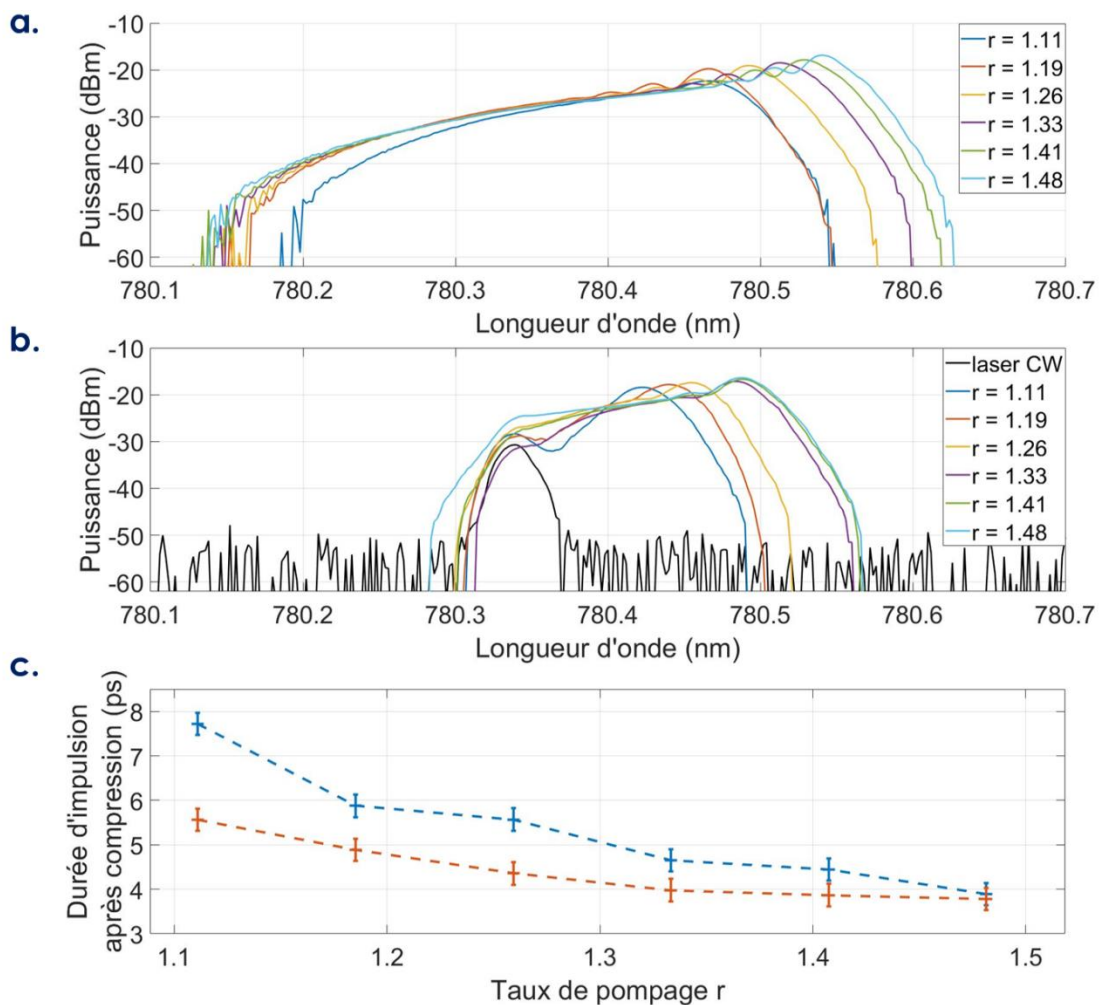 a.
Puissance (dBm)
-10
-20
-30
-40
-50
-60
780.1 780.2 780.3 780.4 780.5 780.6 780.7
Longueur d'onde (nm)
r = 1.11
r = 1.19
r = 1.26
r = 1.33
r = 1.41
r = 1.48
b.
Puissance (dBm)
-10
-20
-30
-40
-50
-60
780.1 780.2 780.3 780.4 780.5 780.6 780.7
Longueur d'onde (nm)
laser CW
r = 1.11
r = 1.19
r = 1.26
r = 1.33
r = 1.41
r = 1.48
c.
Durée d'impulsion
après compression (ps)
8
7
6
5
4
3
1.1 1.2 1.3 1.4 1.5
Taux de pompage r